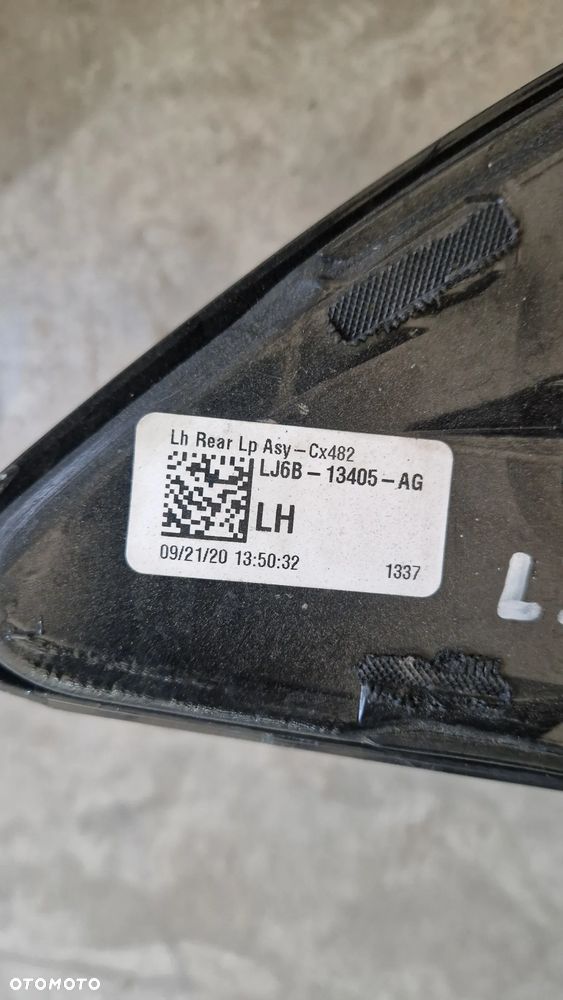 Lh Rear Lp Asy-Cx482
LJ6B-13405-AG
LH
09/21/20 13:50:32
1337
L
OTOMOTO